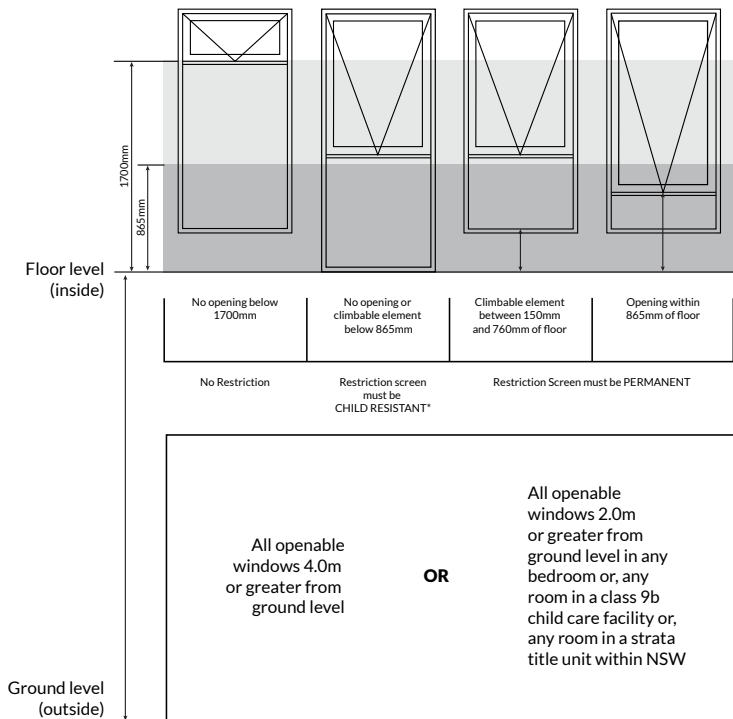 1700mm
865mm
Floor level
(inside)
No opening below
1700mm
No opening or
climbable element
below 865mm
Climbable element
between 150mm
and 760mm of floor
Opening within
865mm of floor
No Restriction
Restriction screen
must be
CHILD RESISTANT*
Restriction Screen must be PERMANENT
All openable
windows 4.0m
or greater from
ground level
OR
All openable
windows 2.0m
or greater from
ground level in any
bedroom or, any
room in a class 9b
child care facility or,
any room in a strata
title unit within NSW
Ground level
(outside)